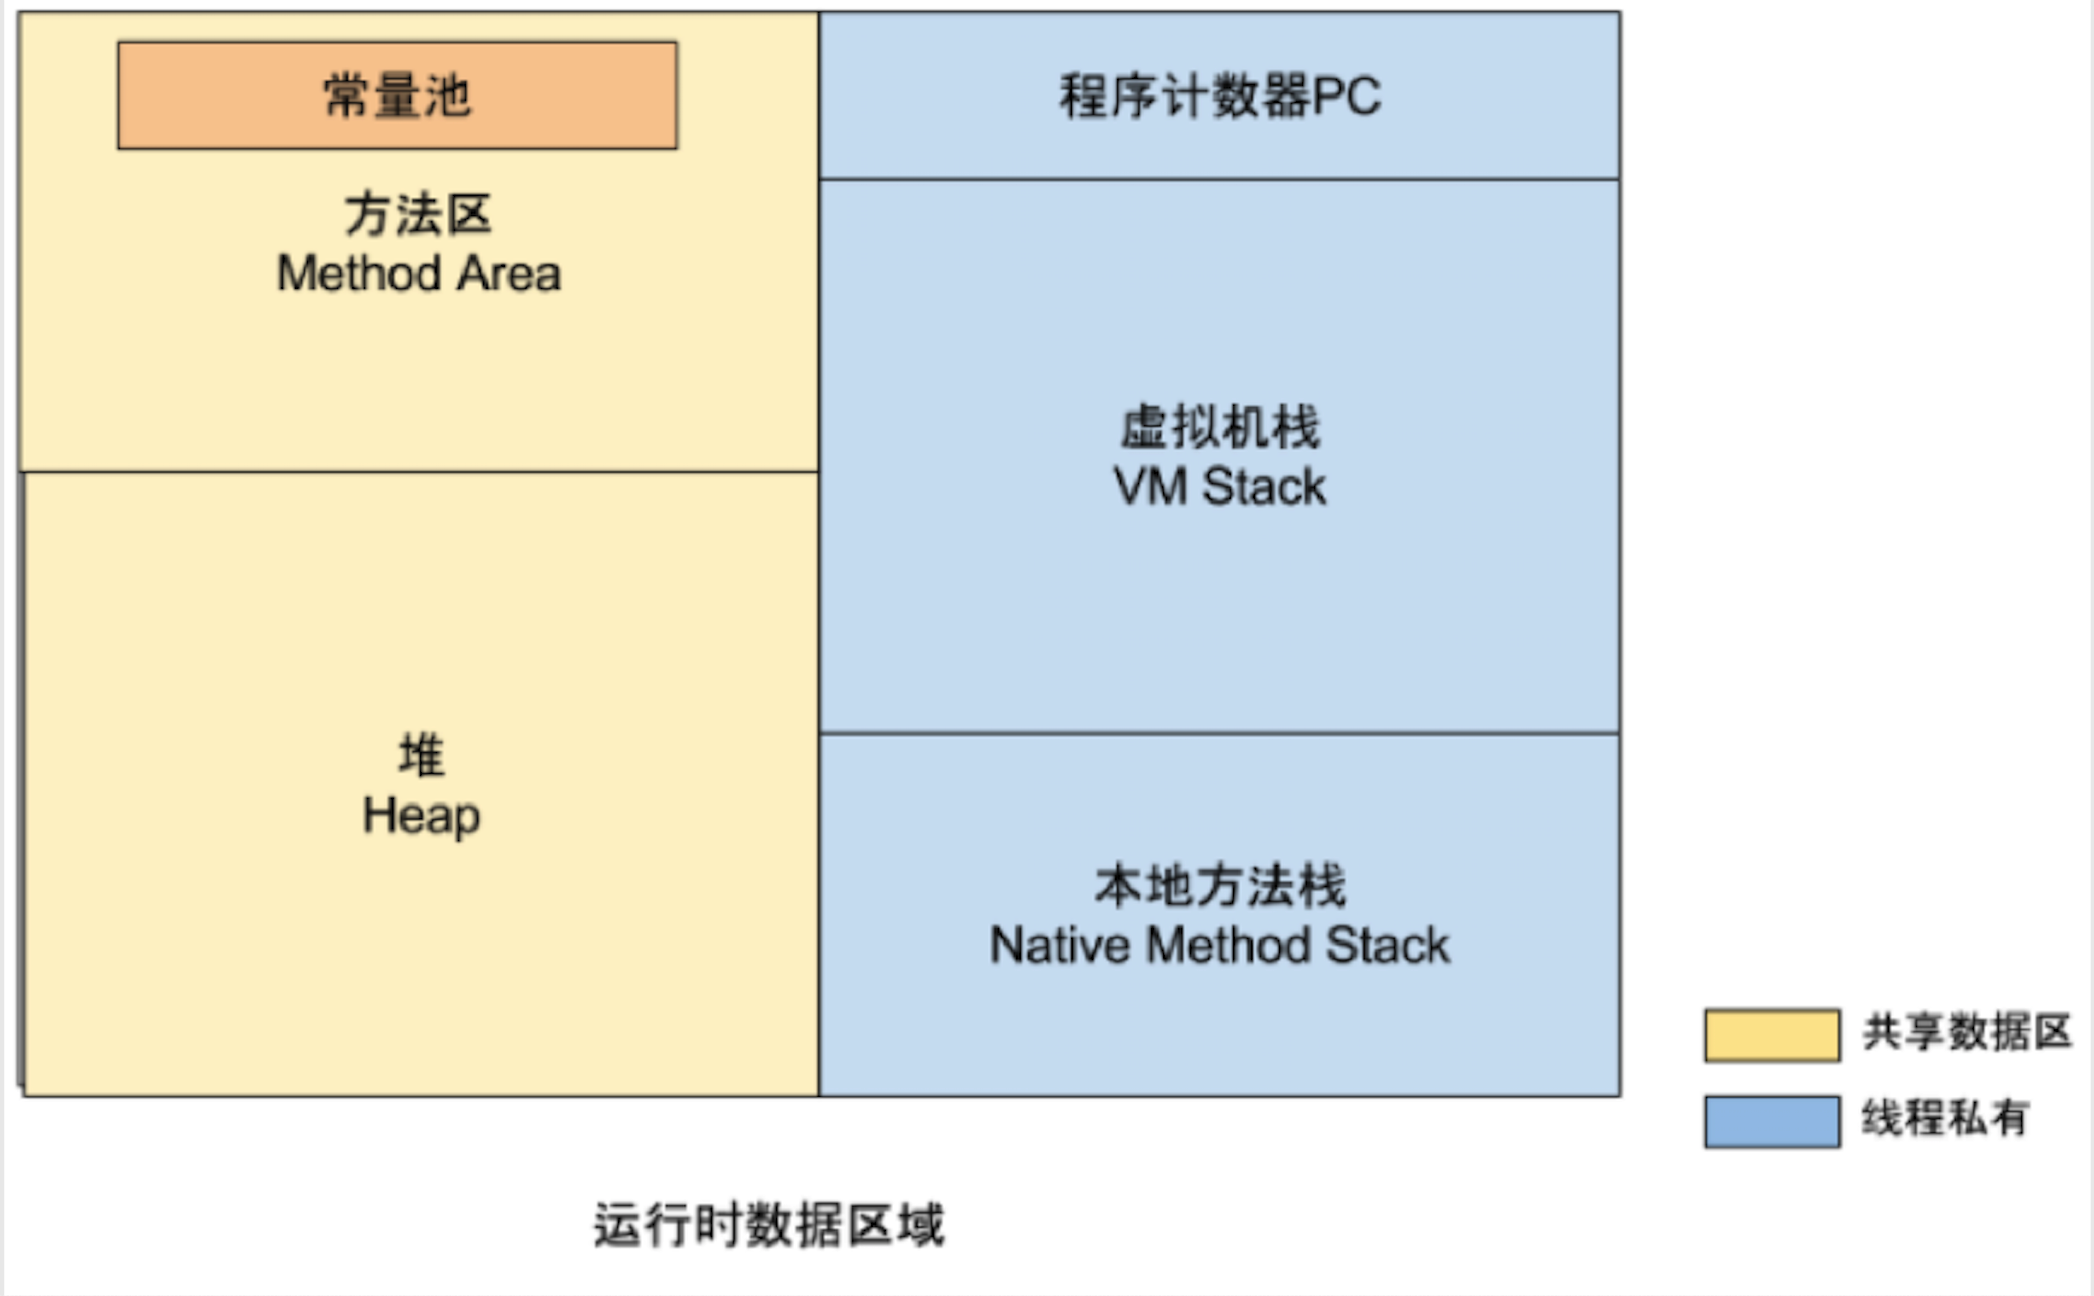 常量池
方法区
Method Area
堆
Heap
程序计数器PC
虚拟机栈
VM Stack
本地方法栈
Native Method Stack
共享数据区
线程私有
运行时数据区域